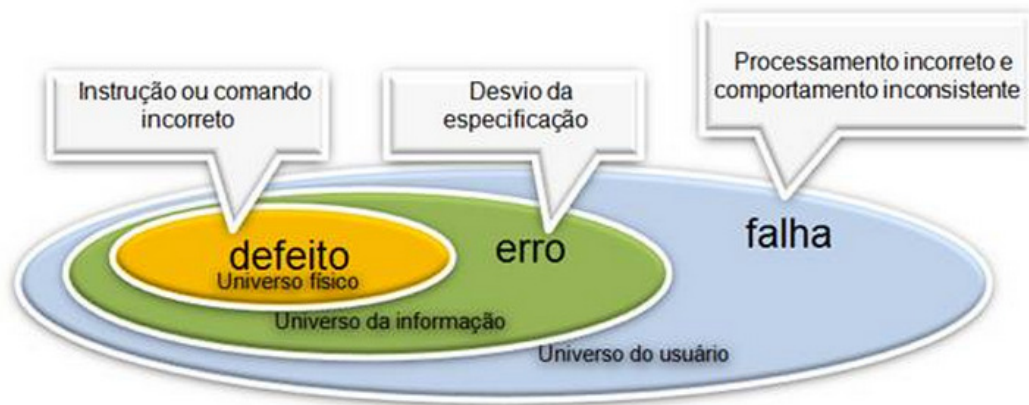 Instrução ou comando
incorreto
Desvio da
especificação
Processamento incorreto e
comportamento inconsistente
defeito
Universo físico
erro
Universo da informação
falha
Universo do usuário